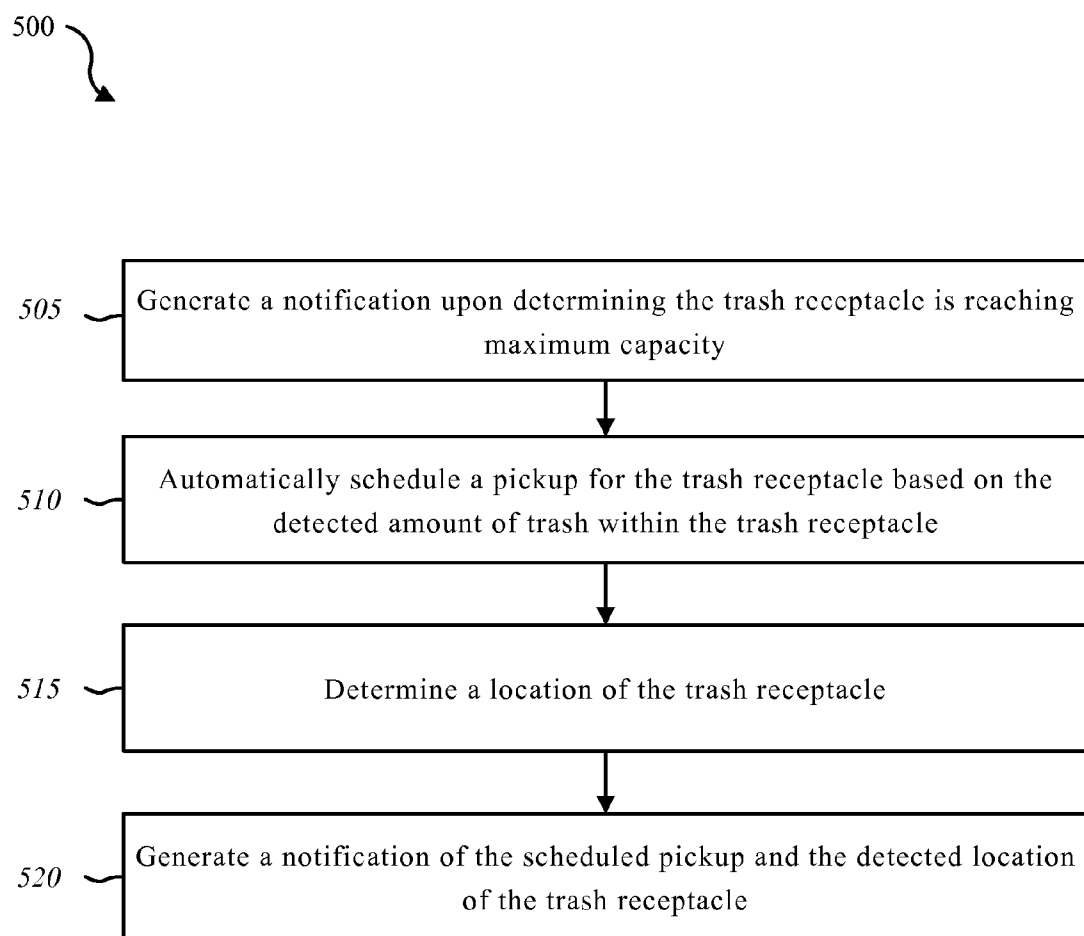 500
505
Generate a notification upon determining the trash receptacle is reaching
maximum capacity
510
Automatically schedule a pickup for the trash receptacle based on the
detected amount of trash within the trash receptacle
515
Determine a location of the trash receptacle
520
Generate a notification of the scheduled pickup and the detected location
of the trash receptacle